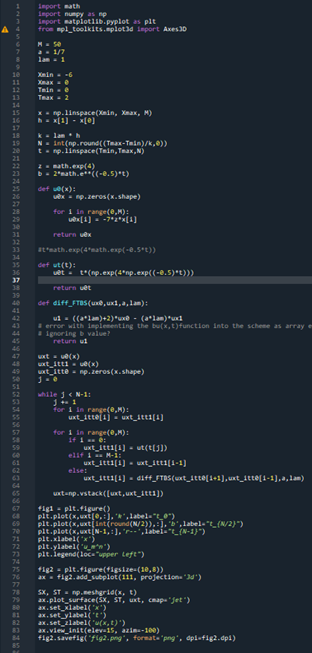 1 import math
2 import numpy as np
3 import matplotlib.pyplot as plt
4 from mpl_toolkits.mplot3d import Axes3D
5
6 M = 50
7 a = 1/7
8 lam = 1
9
10 Xmin = -6
11 Xmax = 0
12 Tmin = 0
13 Tmax = 2
14
15 x = np.linspace(Xmin, Xmax, M)
16 h = x[1] - x[0]
17
18 k = lam * h
19 N = int(np.round((Tmax-Tmin)/k,0))
20 t = np.linspace(Tmin,Tmax,N)
21
22 z = math.exp(4)
23 b = 2*math.e**((-0.5)*t)
24
25 def u0(x):
26 u0x = np.zeros(x.shape)
27
28 for i in range(0,M):
29 u0x[i] = -7*z*x[i]
30
31 return u0x
32
33 #t*math.exp(4*math.exp(-0.5*t))
34
35 def ut(t):
36 u0t = t*(np.exp(4*np.exp((-0.5)*t)))
37
38 return u0t
39
40 def diff_FTBS(ux0,ux1,a,lam):
41
42 u1 = ((a*lam)+2)*ux0 - (a*lam)*ux1
43 # error with implementing the bu(x,t)function into the scheme as array e
44 # ignoring b value?
45 return u1
46
47 uxt = u0(x)
48 uxt_itt1 = u0(x)
49 uxt_itt0 = np.zeros(x.shape)
50 j = 0
51
52 while j < N-1:
53 j += 1
54 for i in range(0,M):
55 uxt_itt0[i] = uxt_itt1[i]
56
57 for i in range(0,M):
58 if i == 0:
59 uxt_itt1[i] = ut(t[j])
60 elif i == M-1:
61 uxt_itt1[i] = uxt_itt1[i-1]
62 else:
63 uxt_itt1[i] = diff_FTBS(uxt_itt0[i+1],uxt_itt0[i-1],a,lam)
64
65 uxt=np.vstack([uxt,uxt_itt1])
66
67 fig1 = plt.figure()
68 plt.plot(x,uxt[0,:],'k',label="t_0")
69 plt.plot(x,uxt[int(round(N/2)),:],'b',label="t_{N/2}")
70 plt.plot(x,uxt[N-1,:],'r--',label="t_{N-1}")
71 plt.xlabel('x')
72 plt.ylabel('u_m^n')
73 plt.legend(loc="upper left")
74
75 fig2 = plt.figure(figsize=(10,8))
76 ax = fig2.add_subplot(111, projection='3d')
77
78 SX, ST = np.meshgrid(x, t)
79 ax.plot_surface(SX, ST, uxt, cmap='jet')
80 ax.set_xlabel('x')
81 ax.set_ylabel('t')
82 ax.set_zlabel('u(x,t)')
83 ax.view_init(elev=15, azim=-100)
84 fig2.savefig('fig2.png', format='png', dpi=fig2.dpi)
85